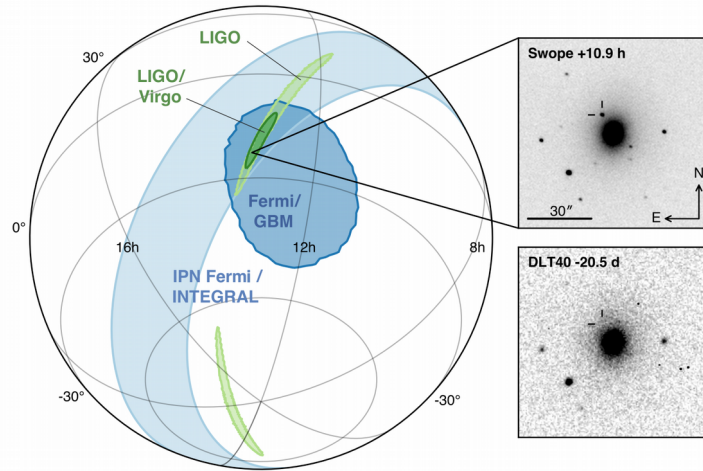 LIGO
LIGO/
Virgo
30°
Fermi/
GBM
0°
16h
12h
8h
IPN Fermi /
INTEGRAL
-30°
-30°
Swope +10.9 h
30″
N
E
DLT40 -20.5 d